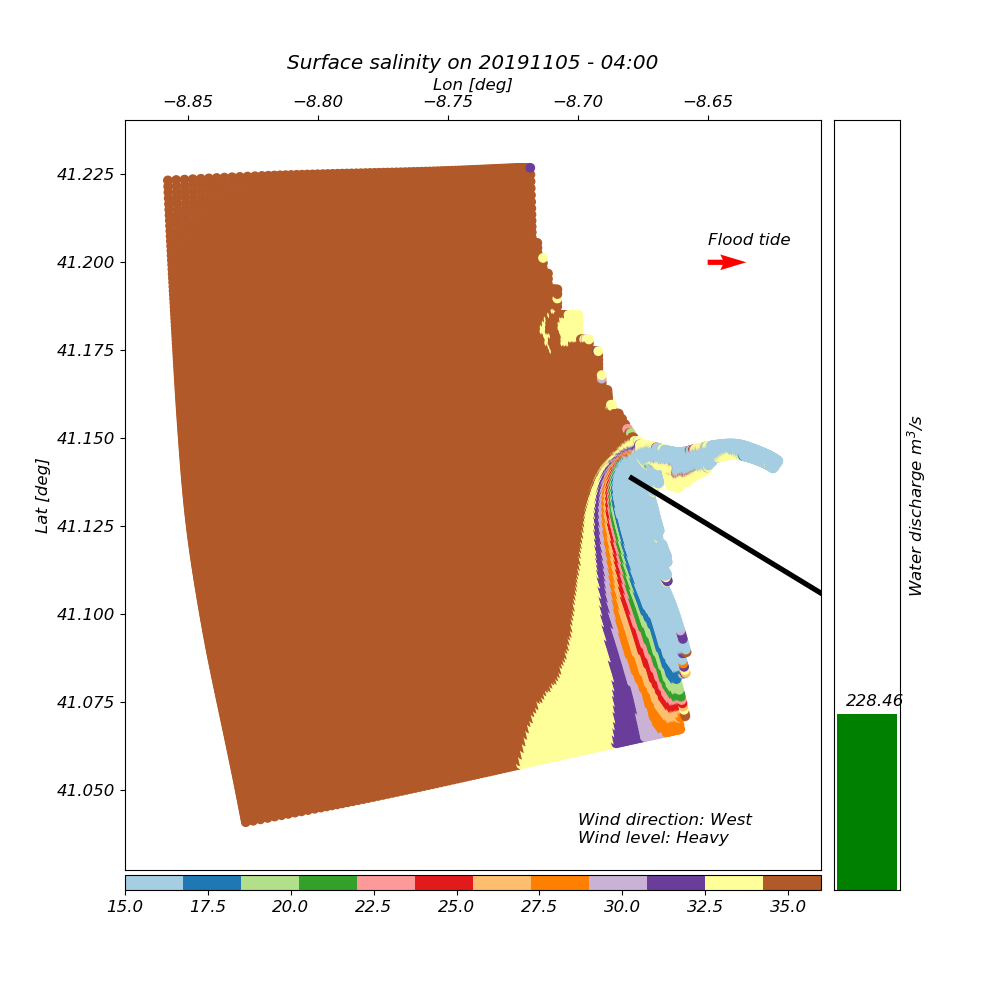 Surface salinity on 20191105 - 04:00
Lon [deg]
−8.85 −8.80 −8.75 −8.70 −8.65
41.225
41.200
41.175
41.150
41.125
41.100
41.075
41.050
Lat [deg]
Flood tide
Wind direction: West
Wind level: Heavy
228.46
Water discharge m³/s
15.0 17.5 20.0 22.5 25.0 27.5 30.0 32.5 35.0